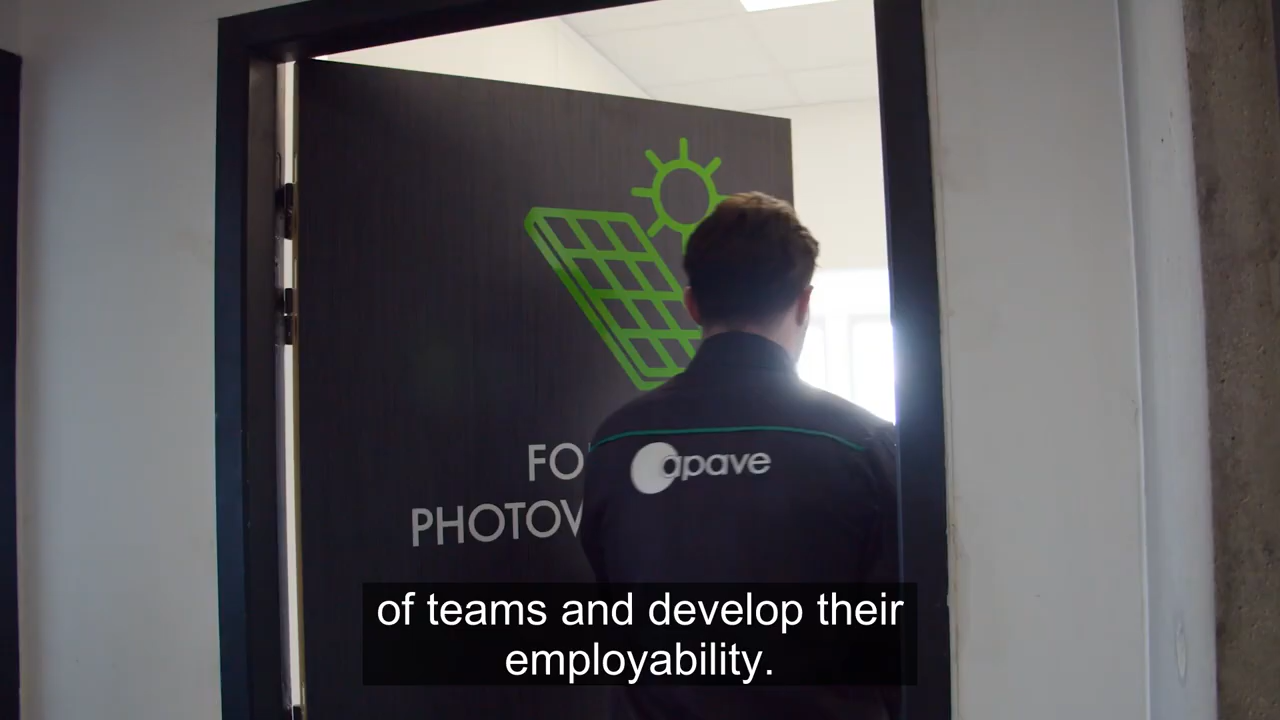 FO
PHOTOV
apave
of teams and develop their
employability.